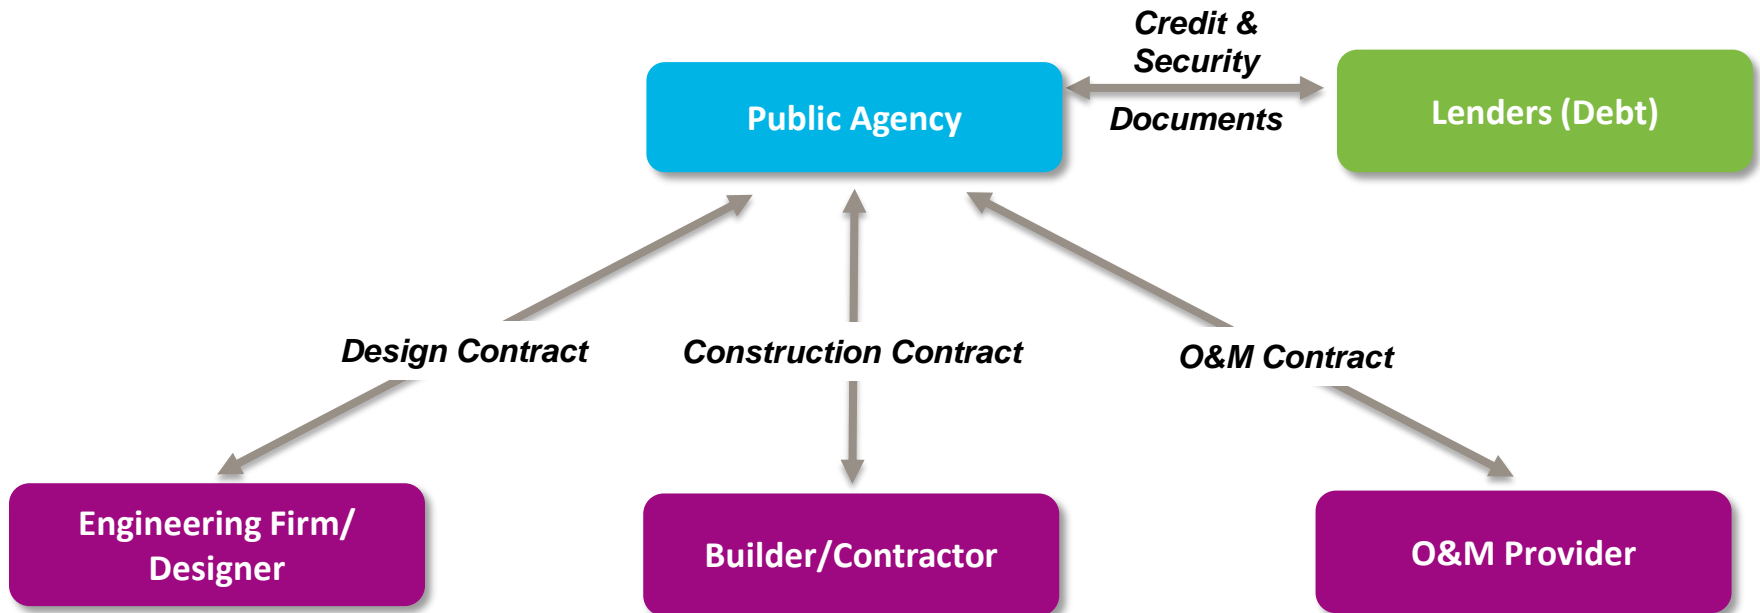 Credit &
Security
Documents
Public Agency
Lenders (Debt)
Design Contract
Construction Contract
O&M Contract
Engineering Firm/
Designer
Builder/Contractor
O&M Provider